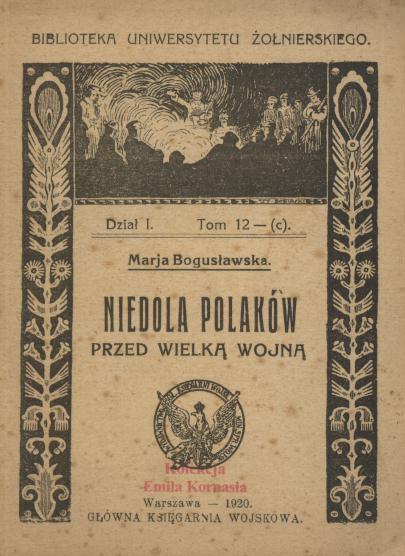 BIBLIOTEKA UNIWERSYTETU ŻOŁNIERSKIEGO.
Dział I. Tom 12 — (c).
Marja Bogusławska.
NIEDOLA POLAKÓW
PRZED WIELKĄ WOJNĄ
Kolekcja
Emila Kornasia
Warszawa — 1920.
GŁÓWNA KSIĘGARNIA WOJSKOWA.